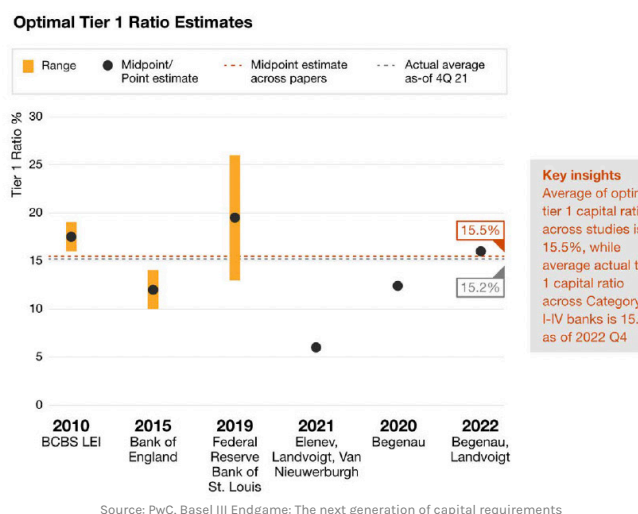 Optimal Tier 1 Ratio Estimates
Range
Midpoint/
Point estimate
Midpoint estimate
across papers
Actual average
as-of 4Q 21
Tier 1 Ratio %
30
25
20
15
10
5
0
15.5%
15.2%
2010
BCBS LEI
2015
Bank of
England
2019
Federal
Reserve
Bank of
St. Louis
2021
Elenev,
Landvoigt, Van
Nieuwerburgh
2020
Begenau
2022
Begenau,
Landvoigt
Key insights
Average of
tier 1 capital
across studies
15.5%, while
average actual
1 capital ratio
across Category
I-IV banks is
as of 2022 Q4
Source: PwC, Basel III Endgame: The next generation of capital requirements